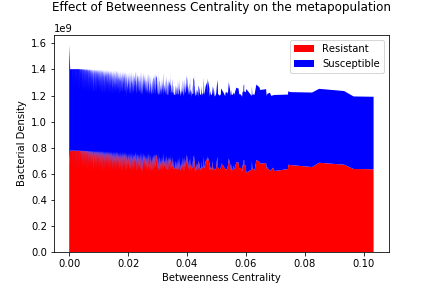 Effect of Betweenness Centrality on the metapopulation
1e9
1.6
1.4
1.2
1.0
0.8
0.6
0.4
0.2
0.0
Bacterial Density
Resistant
Susceptible
0.00 0.02 0.04 0.06 0.08 0.10
Betweenness Centrality